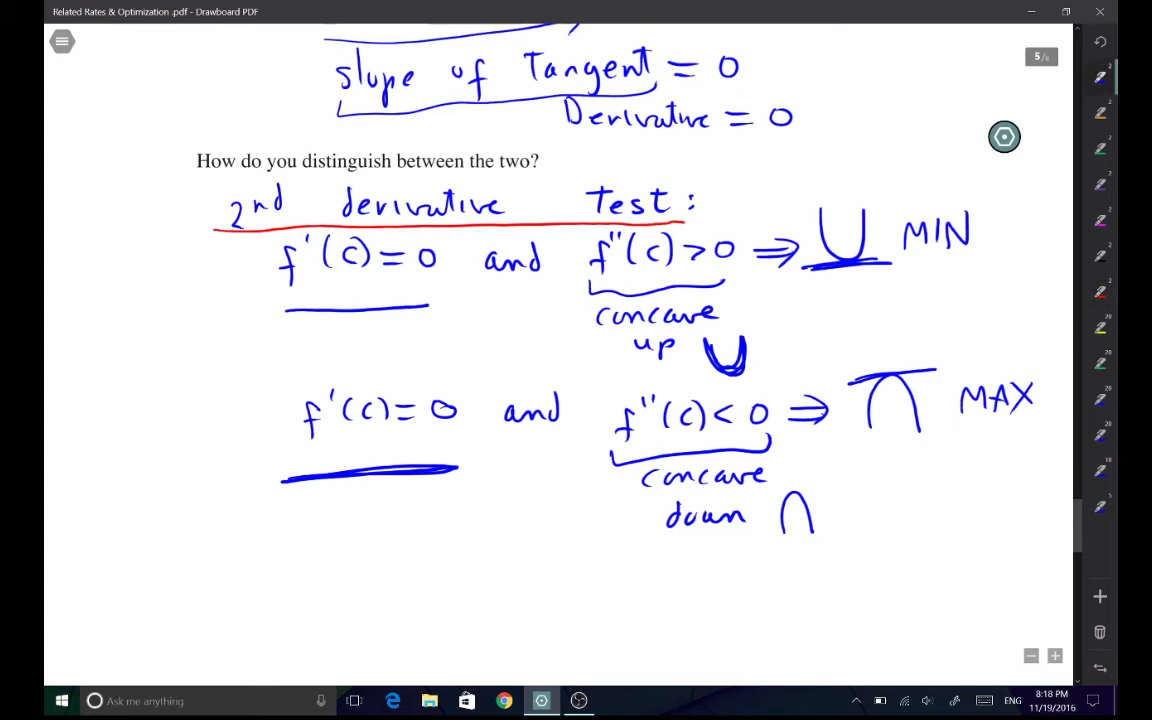 Related Rates & Optimization .pdf - Drawboard PDF
5/6
slope of Tangent = 0
Derivative = 0
How do you distinguish between the two?
2nd derivative Test:
f'(c) = 0 and f''(c) > 0 ⇒ MIN
concave
up
f'(c) = 0 and f''(c) < 0 ⇒ MAX
concave
down
Ask me anything
ENG
8:18 PM
11/19/2016